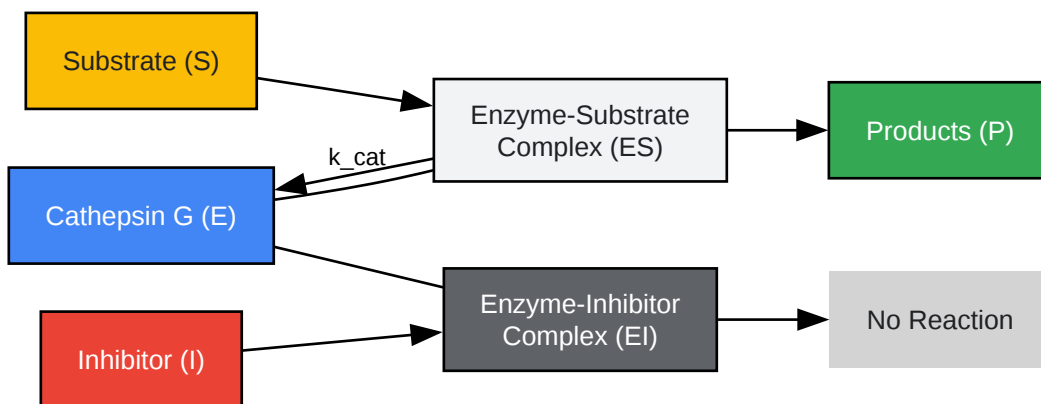 Substrate (S)
Enzyme-Substrate
Complex (ES)
Products (P)
k_cat
Cathepsin G (E)
Enzyme-Inhibitor
Complex (EI)
No Reaction
Inhibitor (I)